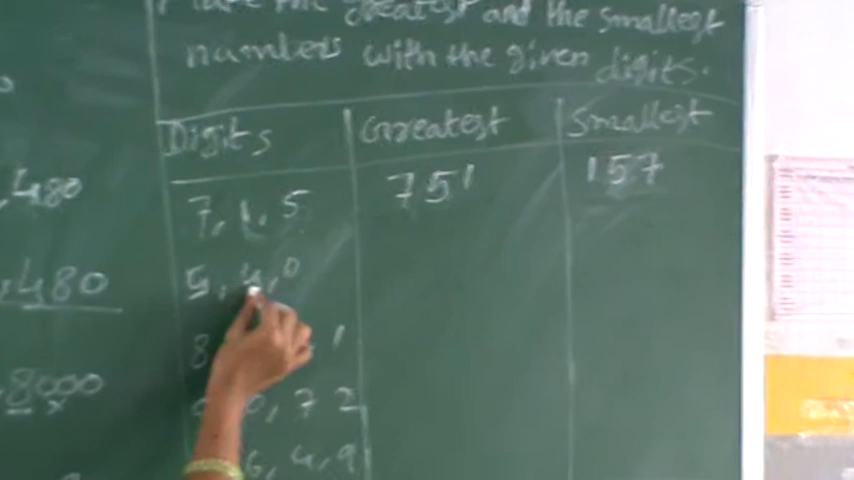 the greatest and the smallest
numbers with the given digits.
Digits Greatest Smallest
7, 1, 5 751 157
5, 4, 0
8 1
0, 7 2
6, 4, 9
,480
,480
8000